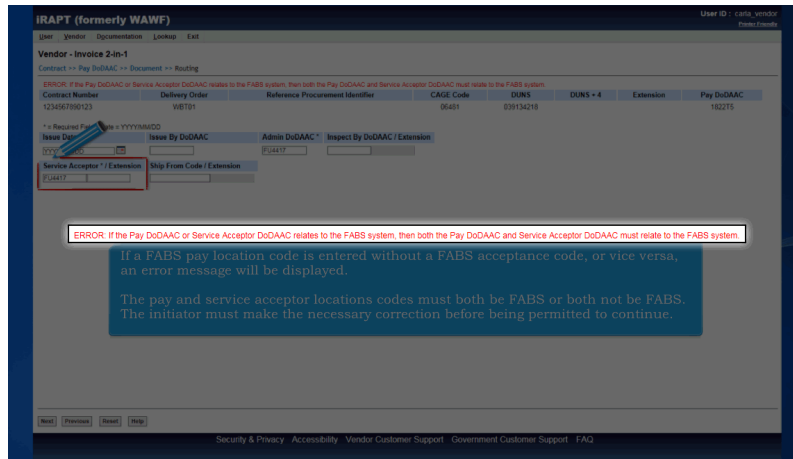 iRAPT (formerly WAWF)
User ID : carla_vendor
Printer Friendly
User Vendor Documentation Lookup Exit
Vendor - Invoice 2-in-1
Contract >> Pay DoDAAC >> Document >> Routing
ERROR: If the Pay DoDAAC or Service Acceptor DoDAAC relates to the FABS system, then both the Pay DoDAAC and Service Acceptor DoDAAC must relate to the FABS system.
Contract Number Delivery Order Reference Procurement Identifier CAGE Code DUNS DUNS + 4 Extension Pay DoDAAC
1234567890123 WBT01 06481 039134218 1822T5
* = Required Fields Date = YYYY/MM/DD
Issue Date Issue By DoDAAC Admin DoDAAC * Inspect By DoDAAC / Extension
FU4417
Service Acceptor * / Extension Ship From Code / Extension
FU4417
ERROR: If the Pay DoDAAC or Service Acceptor DoDAAC relates to the FABS system, then both the Pay DoDAAC and Service Acceptor DoDAAC must relate to the FABS system.
If a FABS pay location code is entered without a FABS acceptance code, or vice versa,
an error message will be displayed.
The pay and service acceptor locations codes must both be FABS or both not be FABS.
The initiator must make the necessary correction before being permitted to continue.
Next Previous Reset Help
Security & Privacy Accessibility Vendor Customer Support Government Customer Support FAQ